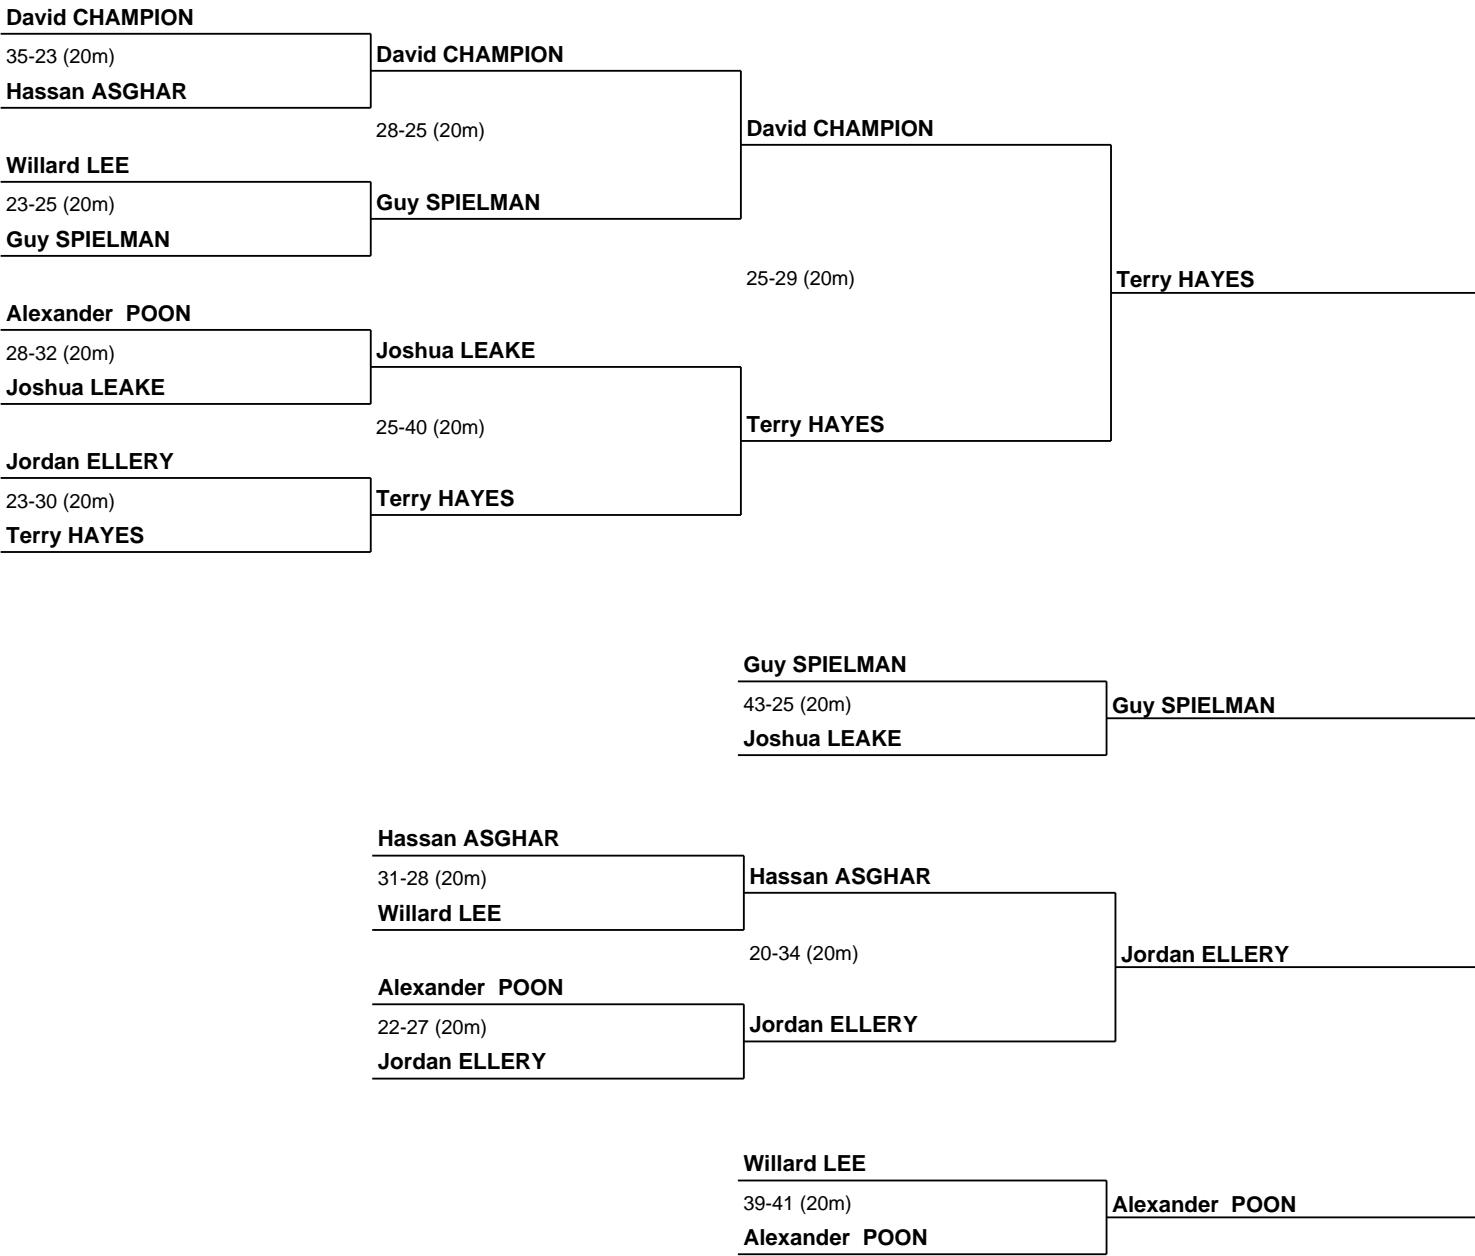 David CHAMPION
35-23 (20m)
David CHAMPION
Hassan ASGHAR
28-25 (20m)
David CHAMPION
Willard LEE
23-25 (20m)
Guy SPIELMAN
Guy SPIELMAN
25-29 (20m)
Terry HAYES
Alexander  POON
28-32 (20m)
Joshua LEAKE
Joshua LEAKE
25-40 (20m)
Terry HAYES
Jordan ELLERY
23-30 (20m)
Terry HAYES
Terry HAYES
Guy SPIELMAN
43-25 (20m)
Guy SPIELMAN
Joshua LEAKE
Hassan ASGHAR
31-28 (20m)
Hassan ASGHAR
Willard LEE
20-34 (20m)
Jordan ELLERY
Alexander  POON
22-27 (20m)
Jordan ELLERY
Jordan ELLERY
Willard LEE
39-41 (20m)
Alexander  POON
Alexander  POON